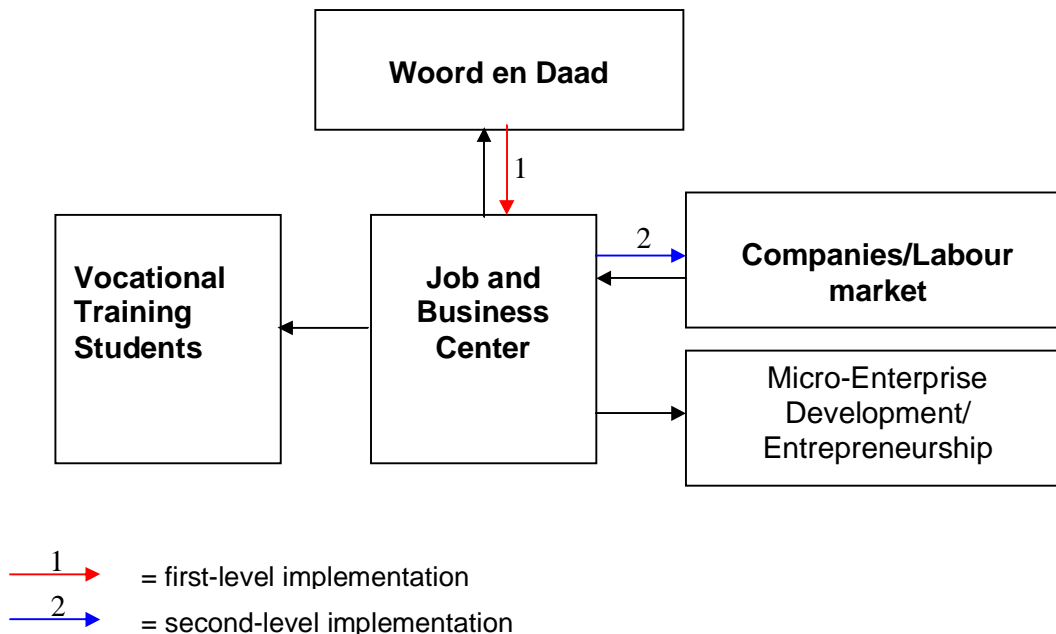 Woord en Daad
1
2
Vocational
Training
Students
Job and
Business
Center
Companies/Labour
market
Micro-Enterprise
Development/
Entrepreneurship
1
= first-level implementation
2
= second-level implementation